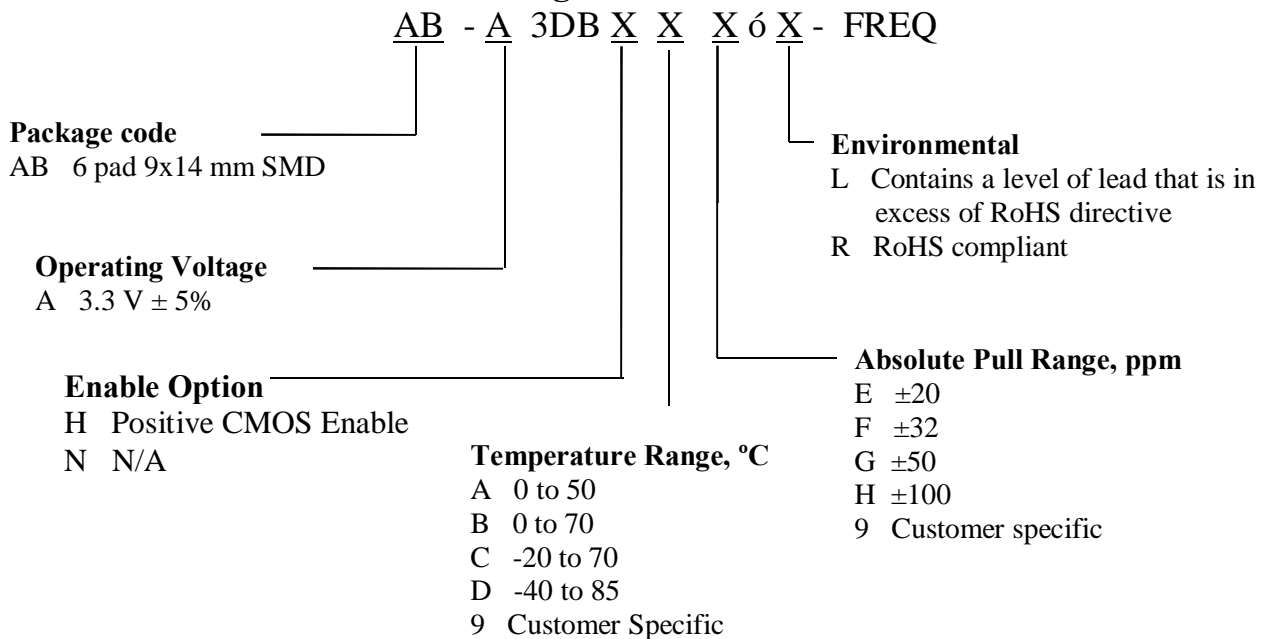 AB - A 3DB X X X ó X - FREQ
Package code
AB 6 pad 9x14 mm SMD
Operating Voltage
A 3.3 V ± 5%
Enable Option
H Positive CMOS Enable
N N/A
Temperature Range, ºC
A 0 to 50
B 0 to 70
C -20 to 70
D -40 to 85
9 Customer Specific
Absolute Pull Range, ppm
E ±20
F ±32
G ±50
H ±100
9 Customer specific
Environmental
L Contains a level of lead that is in
excess of RoHS directive
R RoHS compliant